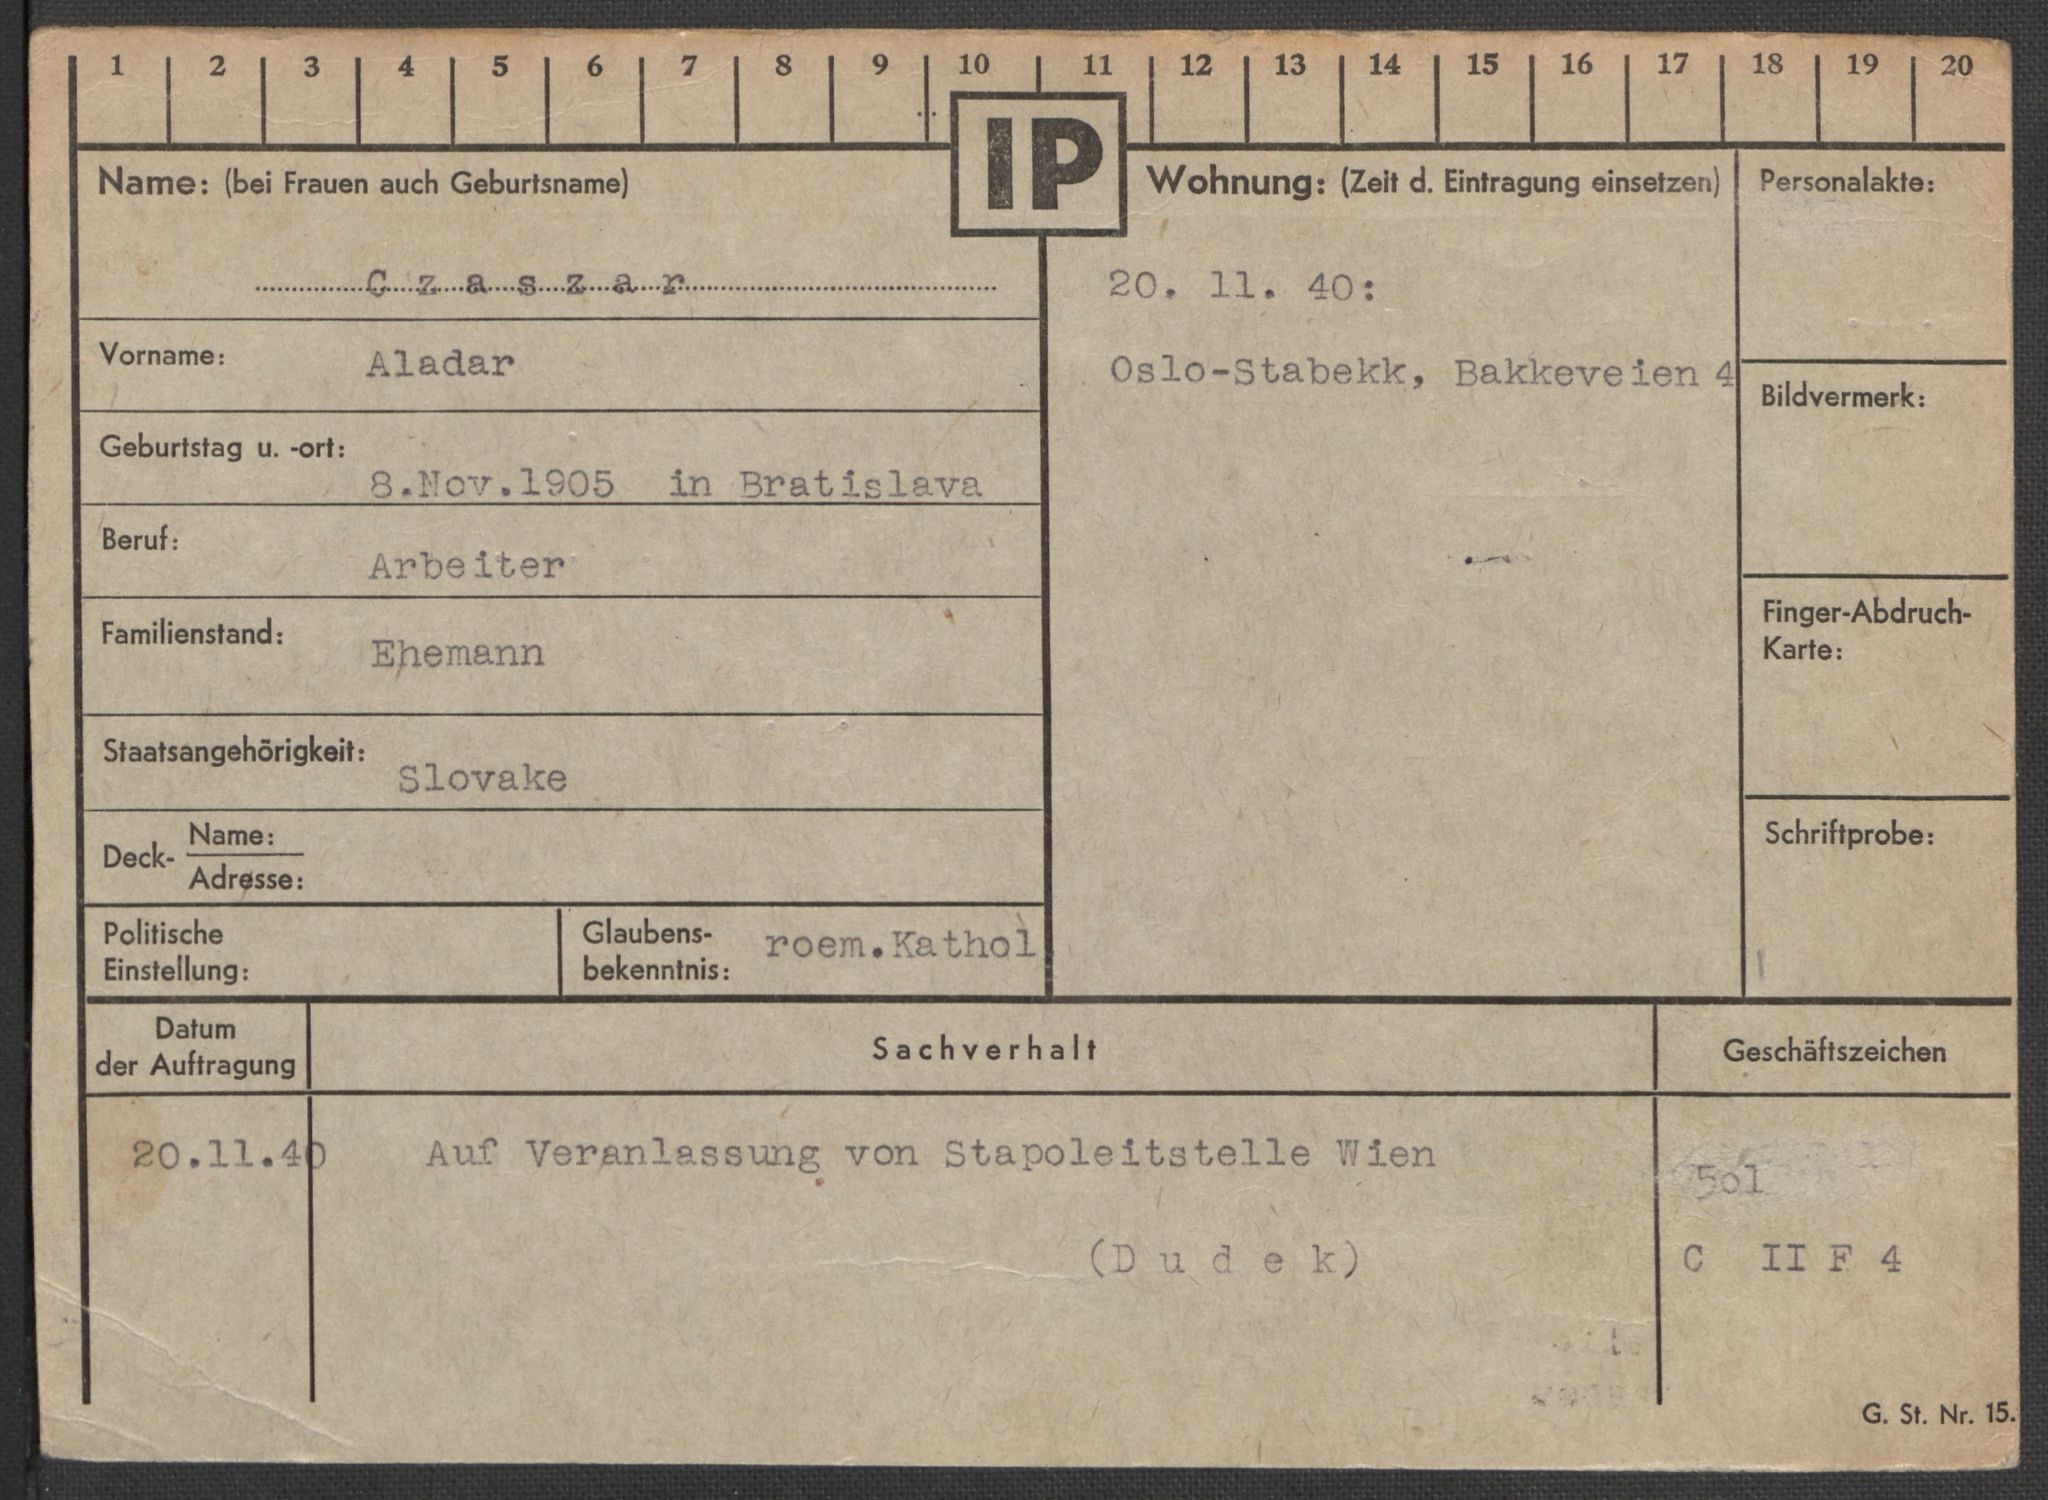 1 2 3 4 5 6 7 8 9 10 11 12 13 14 15 16 17 18 19 20
IP
Name: (bei Frauen auch Geburtsname)
C z a s z a r
Vorname: Aladar
Geburtstag u. -ort:
8.Nov.1905 in Bratislava
Beruf:
Arbeiter
Familienstand:
Ehemann
Staatsangehörigkeit:
Slovake
Deck- Name:
Adresse:
Politische
Einstellung:
Glaubens-
bekenntnis: roem.Kathol.
Wohnung: (Zeit d. Eintragung einsetzen)
20. 11. 40:
Oslo-Stabekk, Bakkeveien 4
Personalakte:
Bildvermerk:
Finger-Abdruch-
Karte:
Schriftprobe:
Datum
der Auftragung
Sachverhalt
Geschäftszeichen
20.11.40 Auf Veranlassung von Stapoleitstelle Wien
5ol
(D u d e k) C II F 4
G. St. Nr. 15.